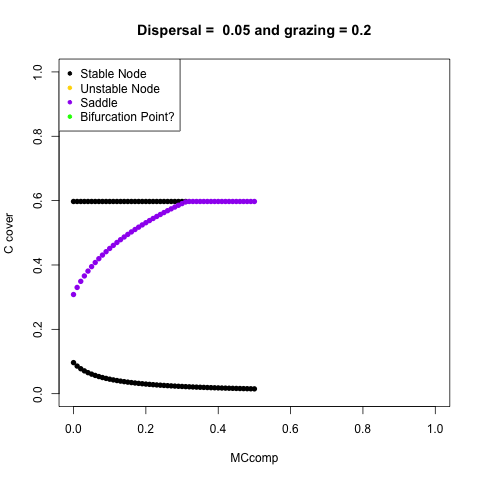 Dispersal =  0.05 and grazing = 0.2
Stable Node
Unstable Node
Saddle
Bifurcation Point?
C cover
1.0
0.8
0.6
0.4
0.2
0.0
0.0 0.2 0.4 0.6 0.8 1.0
MCcomp